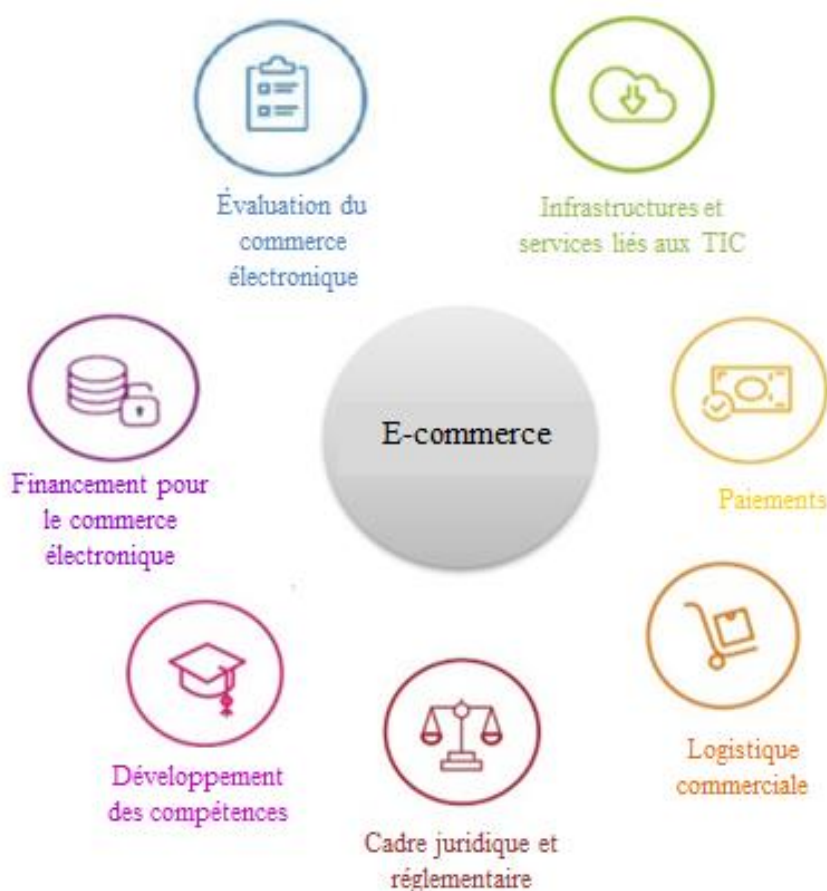 Évaluation du
commerce
électronique
Infrastructures et
services liés aux TIC
E-commerce
Financement pour
le commerce
électronique
Paiements
Développement
des compétences
Logistique
commerciale
Cadre juridique et
réglementaire